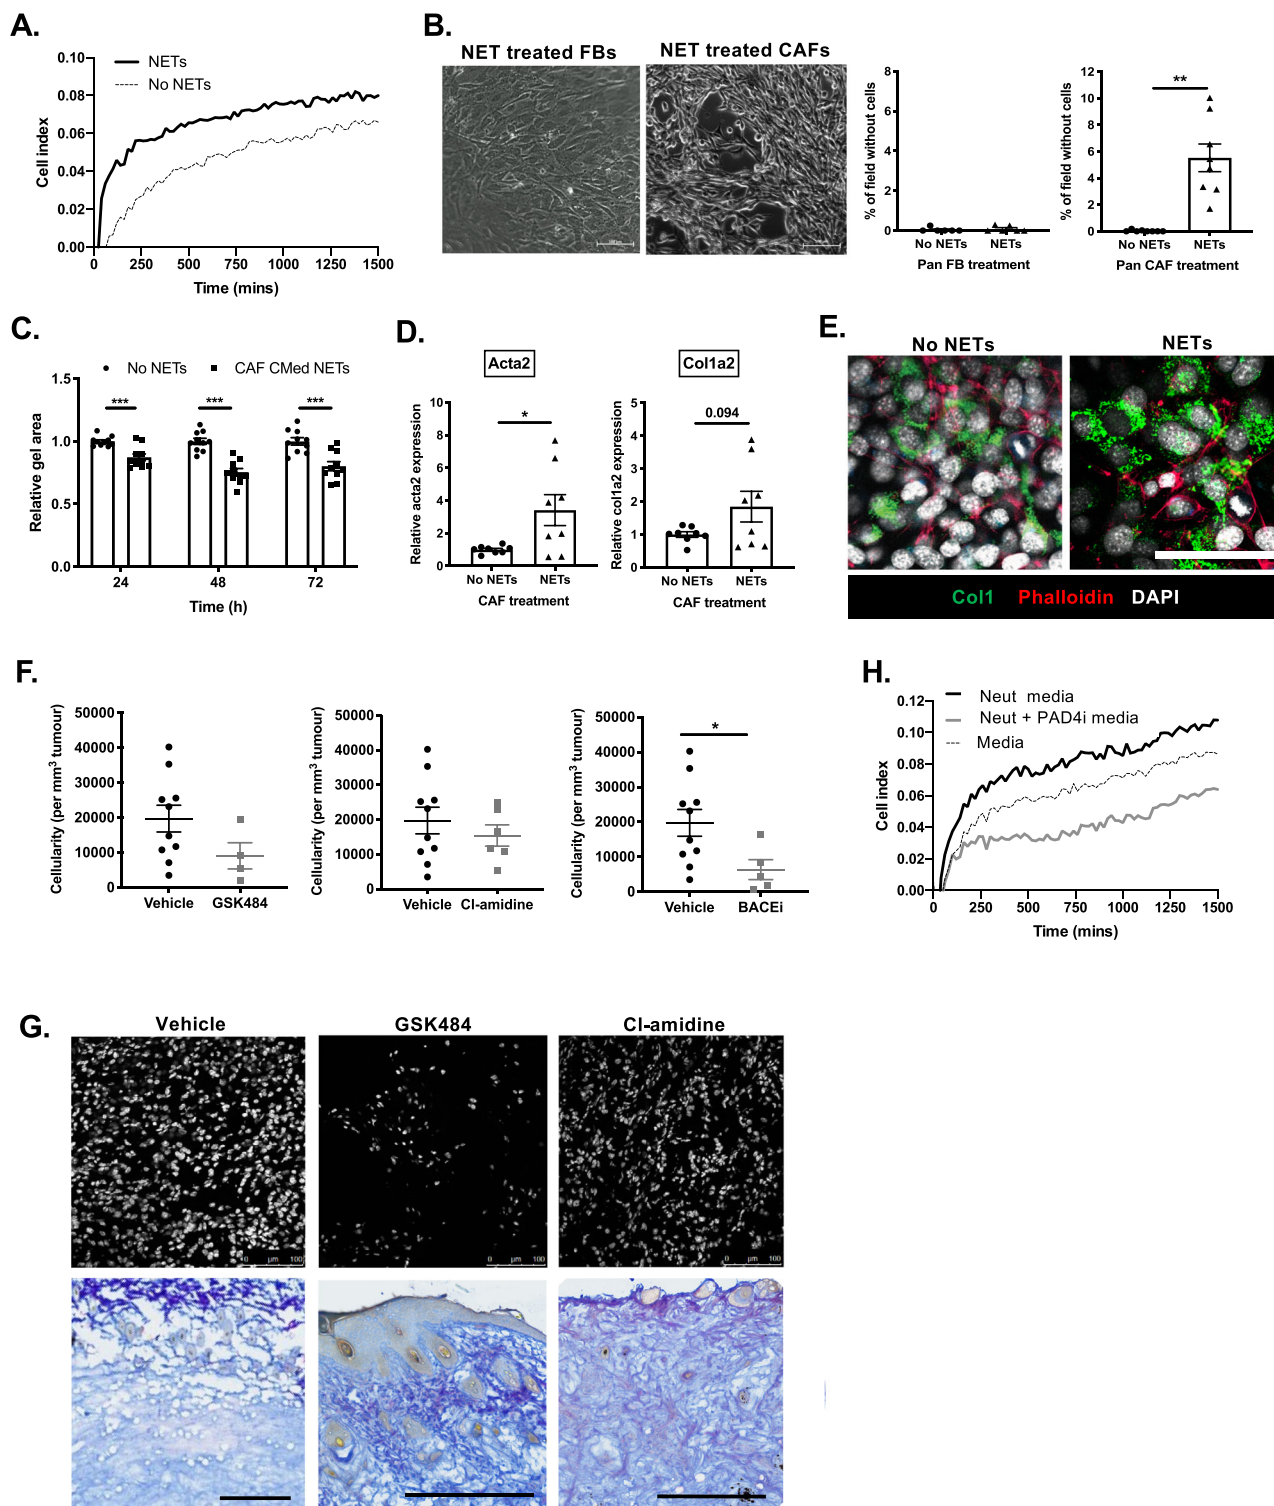 A.
0.10
0.08
0.06
0.04
0.02
0.00
Cell index
NETs
No NETs
0 250 500 750 1000 1250 1500
Time (mins)
B.
NET treated FBs
NET treated CAFs
8
6
4
2
0
% of field without cells
No NETs NETs
Pan FB treatment
12
10
8
6
4
2
0
% of field without cells
**
No NETs NETs
Pan CAF treatment
C.
No NETs CAF CMed NETs
1.5
1.0
0.5
0.0
Relative gel area
*** *** ***
24 48 72
Time (h)
D.
Acta2
10
8
6
4
2
0
Relative acta2 expression
*
No NETs NETs
CAF treatment
Col1a2
5
4
3
2
1
0
Relative col1a2 expression
0.094
No NETs NETs
CAF treatment
E.
No NETs
NETs
Col1 Phalloidin DAPI
F.
50000
40000
30000
20000
10000
0
Cellularity (per mm³ tumour)
Vehicle GSK484
50000
40000
30000
20000
10000
0
Cellularity (per mm³ tumour)
Vehicle Cl-amidine
50000
40000
30000
20000
10000
0
Cellularity (per mm³ tumour)
*
Vehicle BACEi
H.
0.12
0.10
0.08
0.06
0.04
0.02
0.00
Cell index
Neut media
Neut + PAD4i media
Media
0 250 500 750 1000 1250 1500
Time (mins)
G.
Vehicle
GSK484
Cl-amidine
0 µm 100
0 µm 100
0 µm 100